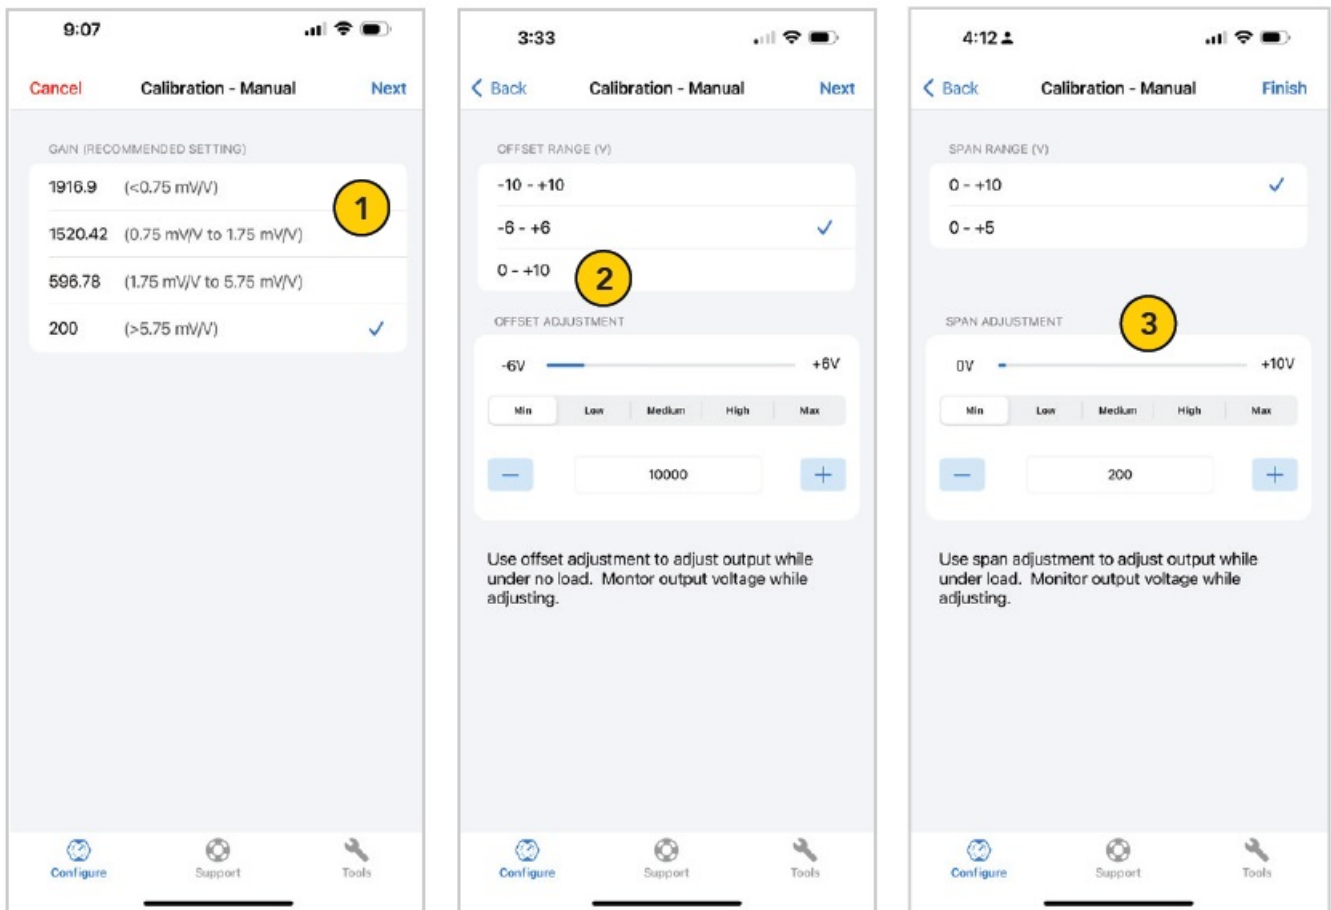 9:07
Cancel Calibration - Manual Next
GAIN (RECOMMENDED SETTING)
1916.9 (<0.75 mV/V)
1520.42 (0.75 mV/V to 1.75 mV/V)
596.78 (1.75 mV/V to 5.75 mV/V)
200 (>5.75 mV/V)
1
Configure Support Tools
3:33
Back Calibration - Manual Next
OFFSET RANGE (V)
-10 - +10
-6 - +6
0 - +10
2
OFFSET ADJUSTMENT
-6V +6V
Min Low Medium High Max
— 10000 +
Use offset adjustment to adjust output while
under no load. Montor output voltage while
adjusting.
Configure Support Tools
4:12
Back Calibration - Manual Finish
SPAN RANGE (V)
0 - +10
0 - +5
SPAN ADJUSTMENT
3
0V +10V
Min Low Medium High Max
— 200 +
Use span adjustment to adjust output while
under load. Monitor output voltage while
adjusting.
Configure Support Tools